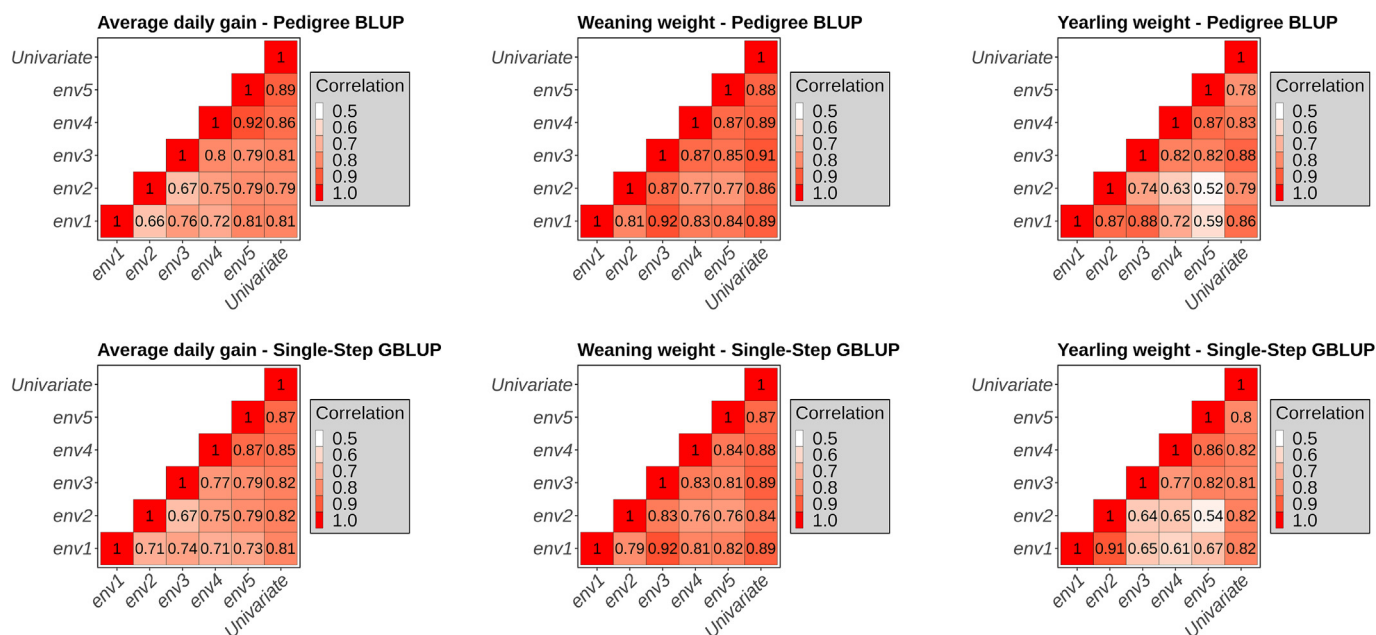 Average daily gain - Pedigree BLUP
Univariate 1
env5 1 0.89
env4 1 0.92 0.86
env3 1 0.8 0.79 0.81
env2 1 0.67 0.75 0.79 0.79
env1 1 0.66 0.76 0.72 0.81 0.81
env1 env2 env3 env4 env5 Univariate
Correlation
0.5
0.6
0.7
0.8
0.9
1.0
Weaning weight - Pedigree BLUP
1
env5 1 0.88
env4 1 0.87 0.89
env3 1 0.87 0.85 0.91
env2 1 0.87 0.77 0.77 0.86
env1 1 0.81 0.92 0.83 0.84 0.89
env1 env2 env3 env4 env5 Univariate
Univariate
Correlation
0.5
0.6
0.7
0.8
0.9
1.0
Yearling weight - Pedigree BLUP
Univariate 1
env5 1 0.78
env4 1 0.87 0.83
env3 1 0.82 0.82 0.88
env2 1 0.74 0.63 0.52 0.79
env1 1 0.87 0.88 0.72 0.59 0.86
env1 env2 env3 env4 env5 Univariate
Correlation
0.5
0.6
0.7
0.8
0.9
1.0
Average daily gain - Single-Step GBLUP
Univariate 1
env5 1 0.87
env4 1 0.87 0.85
env3 1 0.77 0.79 0.82
env2 1 0.67 0.75 0.79 0.82
env1 1 0.71 0.74 0.71 0.73 0.81
env1 env2 env3 env4 env5 Univariate
Correlation
0.5
0.6
0.7
0.8
0.9
1.0
Weaning weight - Single-Step GBLUP
Univariate 1
env5 1 0.87
env4 1 0.84 0.88
env3 1 0.83 0.81 0.89
env2 1 0.83 0.76 0.76 0.84
env1 1 0.79 0.92 0.81 0.82 0.89
env1 env2 env3 env4 env5 Univariate
Correlation
0.5
0.6
0.7
0.8
0.9
1.0
Yearling weight - Single-Step GBLUP
Univariate 1
env5 1 0.8
env4 1 0.86 0.82
env3 1 0.77 0.82 0.81
env2 1 0.64 0.65 0.54 0.82
env1 1 0.91 0.65 0.61 0.67 0.82
env1 env2 env3 env4 env5 Univariate
Correlation
0.5
0.6
0.7
0.8
0.9
1.0